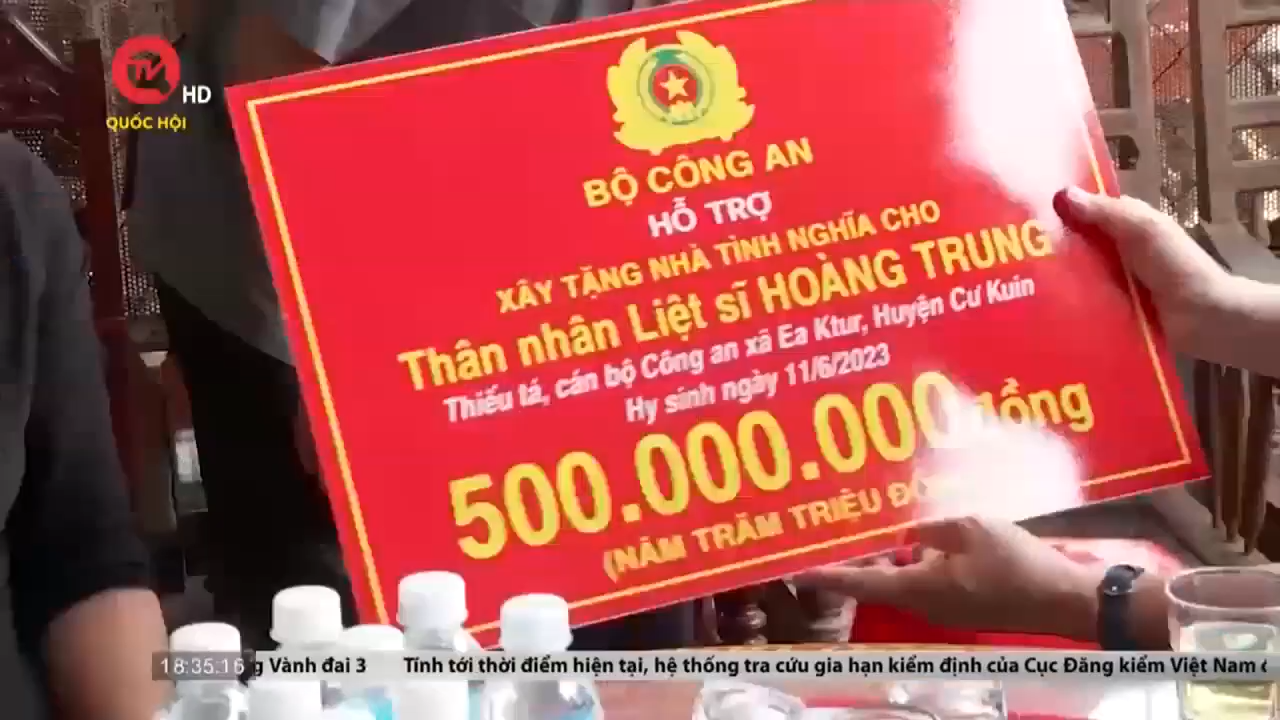 TV
HD
QUỐC HỘI
BỘ CÔNG AN
HỖ TRỢ
XÂY TẶNG NHÀ TÌNH NGHĨA CHO
Thân nhân Liệt sĩ HOÀNG TRUNG
Thiếu tá, cán bộ Công an xã Ea Ktur, Huyện Cư Kuin
Hy sinh ngày 11/6/2023
500.000.000 đồng
(NĂM TRĂM TRIỆU
18:35:16 g Vành đai 3 Tính tới thời điểm hiện tại, hệ thống tra cứu gia hạn kiểm định của Cục Đăng kiểm Việt Nam